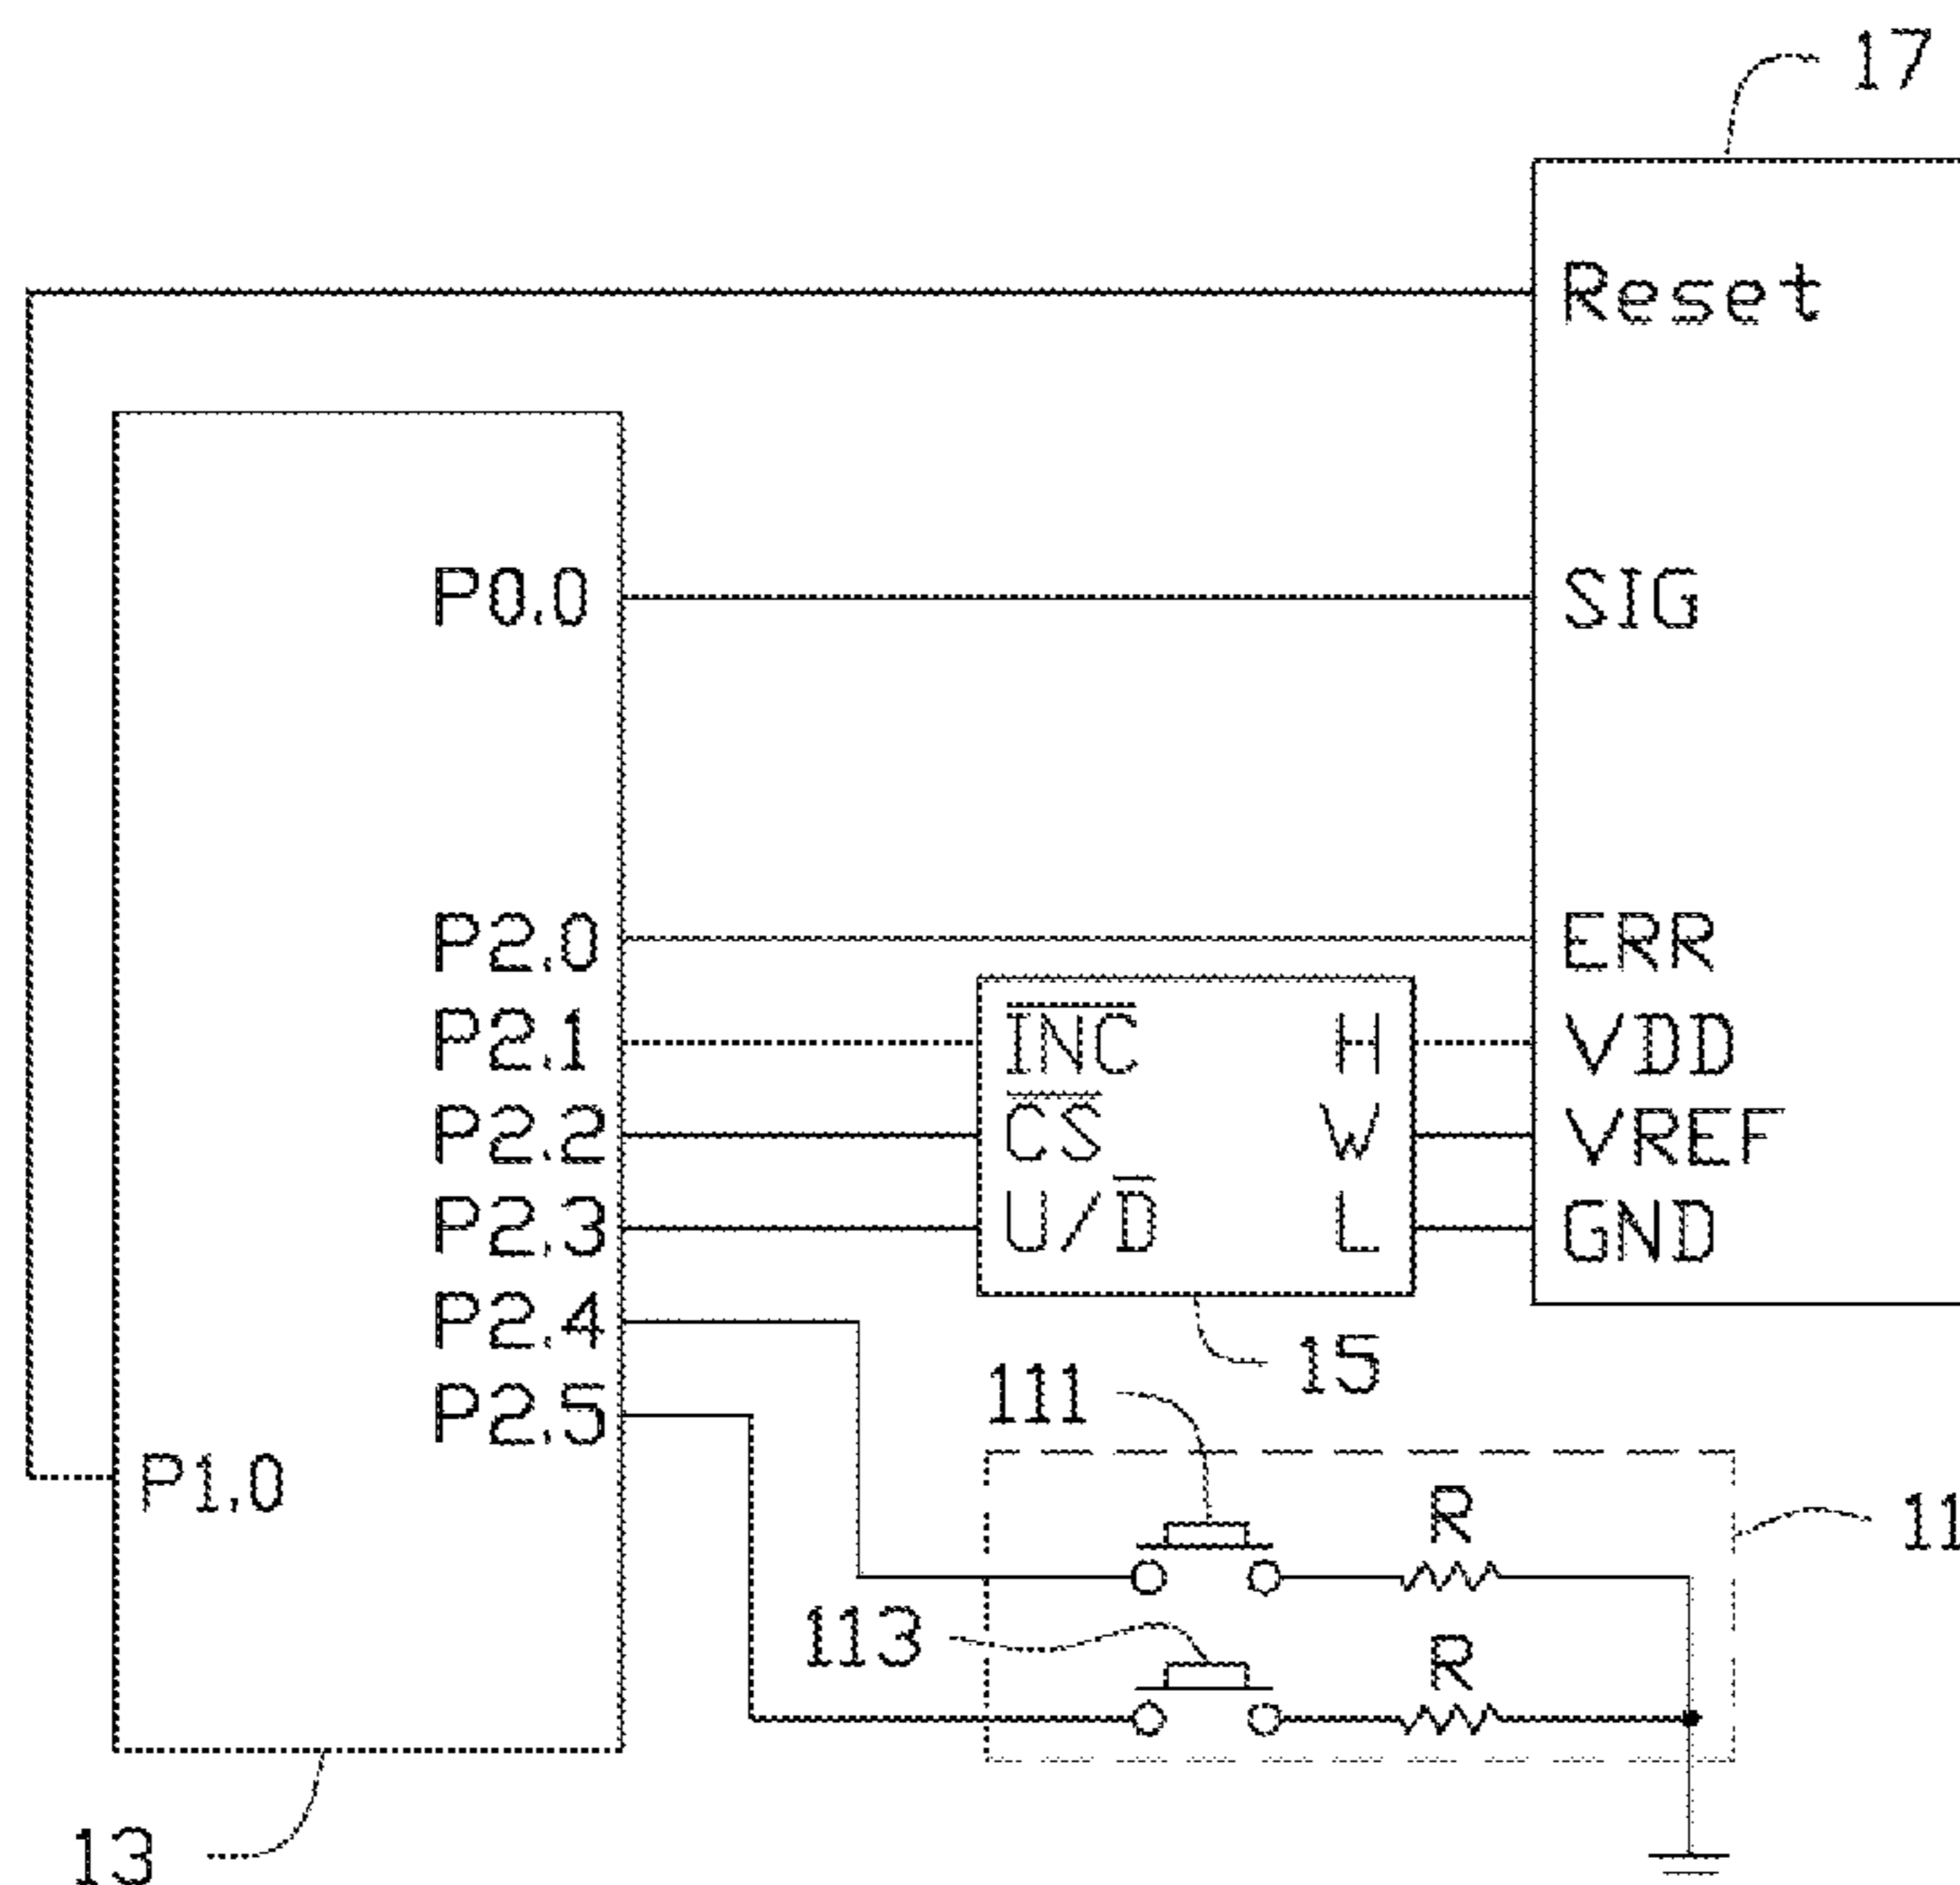 17
Reset
P0.0 SIG
P2.0 ERR
P2.1 INC H VDD
P2.2 CS W VREF
P2.3 U/D L GND
P2.4
15
P2.5
111
P1.0
R
11
113
R
13